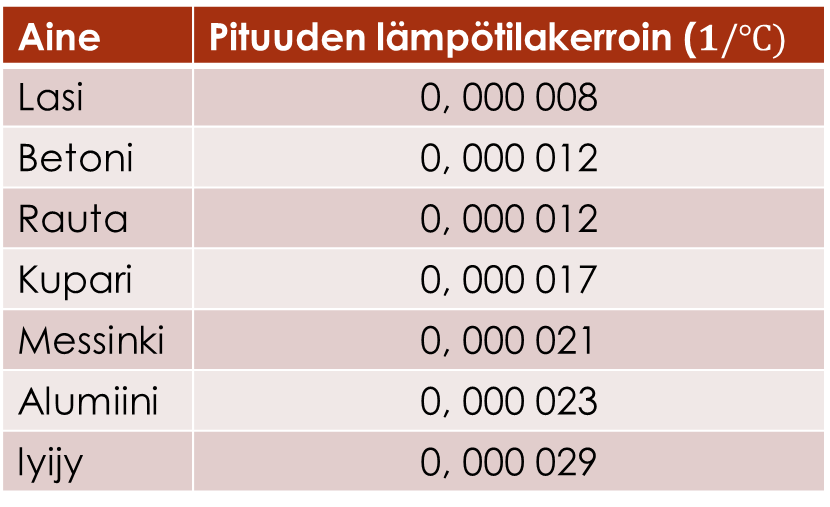 Aine Pituuden lämpötilakerroin (1/°C)
Lasi 0, 000 008
Betoni 0, 000 012
Rauta 0, 000 012
Kupari 0, 000 017
Messinki 0, 000 021
Alumiini 0, 000 023
lyijy 0, 000 029